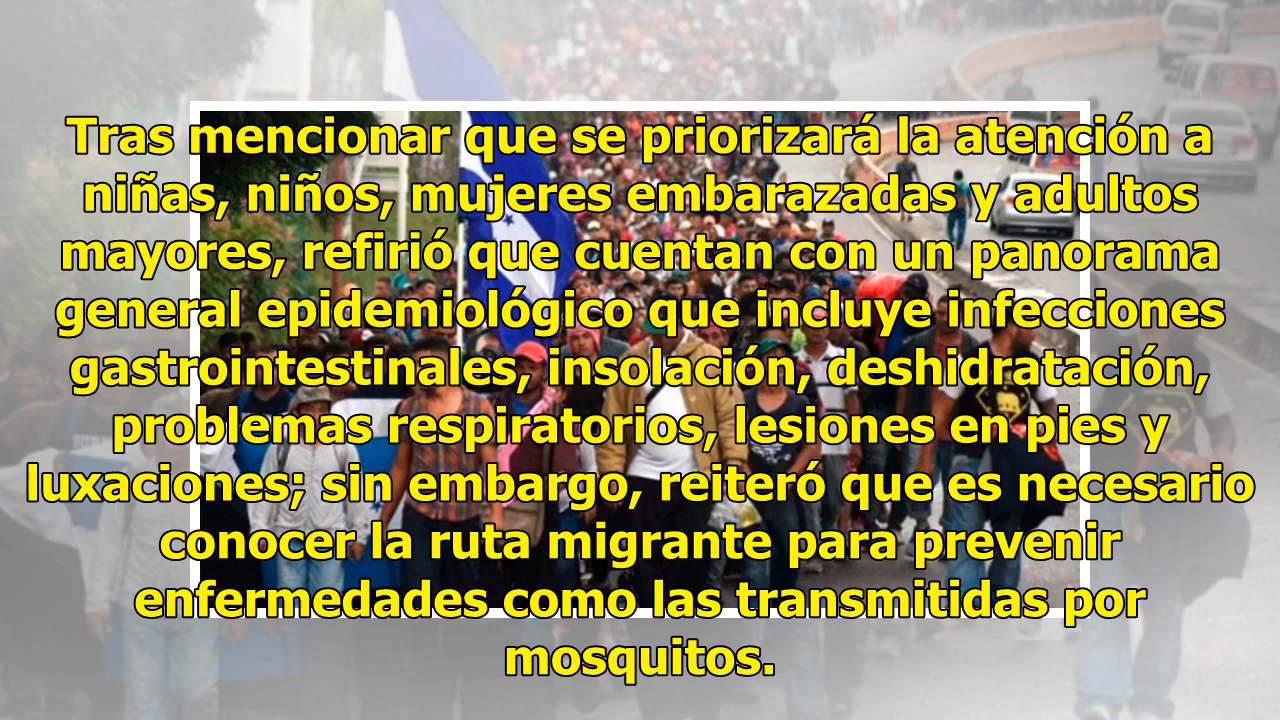 Tras mencionar que se priorizará la atención a
niñas, niños, mujeres embarazadas y adultos
mayores, refirió que cuentan con un panorama
general epidemiológico que incluye infecciones
gastrointestinales, insolación, deshidratación,
problemas respiratorios, lesiones en pies y
luxaciones; sin embargo, reiteró que es necesario
conocer la ruta migrante para prevenir
enfermedades como las transmitidas por
mosquitos.